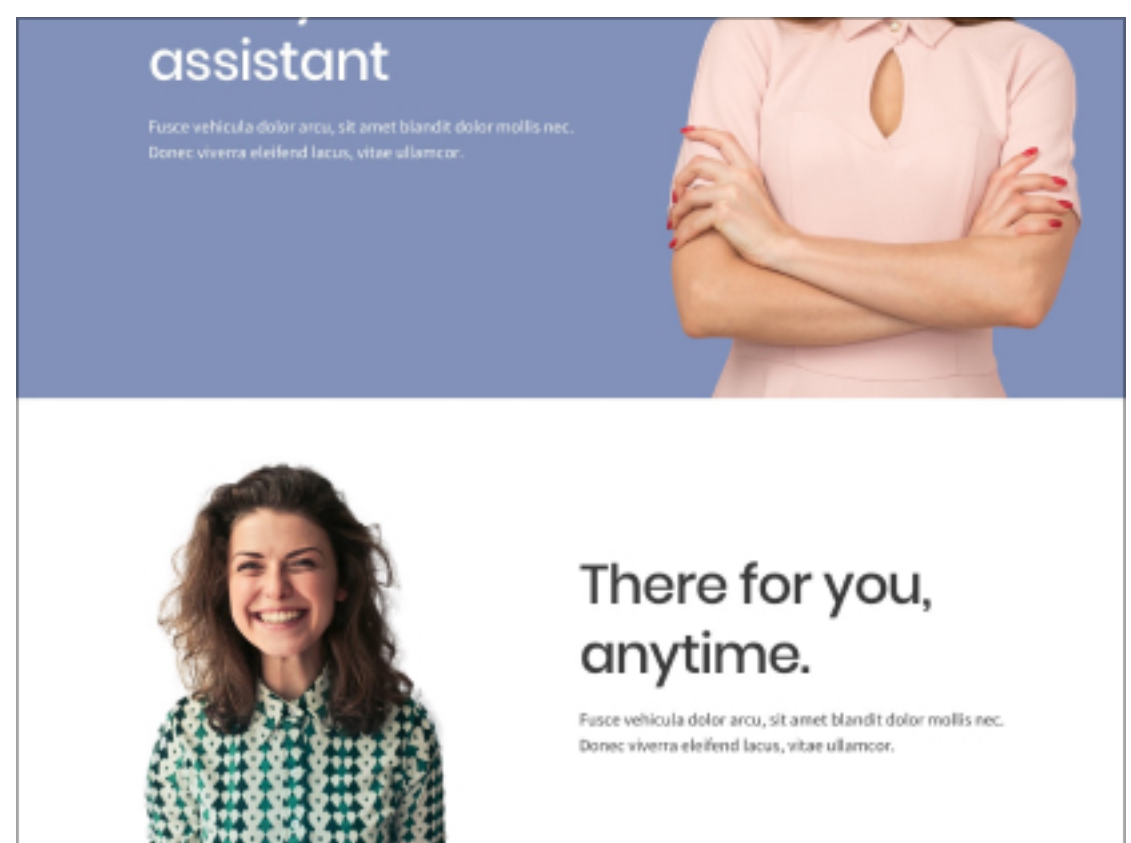 assistant
Fusce vehicula dolor arcu, sit amet blandit dolor mollis nec.
Donec viverra eleifend lacus, vitae ullamcor.
There for you,
anytime.
Fusce vehicula dolor arcu, sit amet blandit dolor mollis nec.
Donec viverra eleifend lacus, vitae ullamcor.